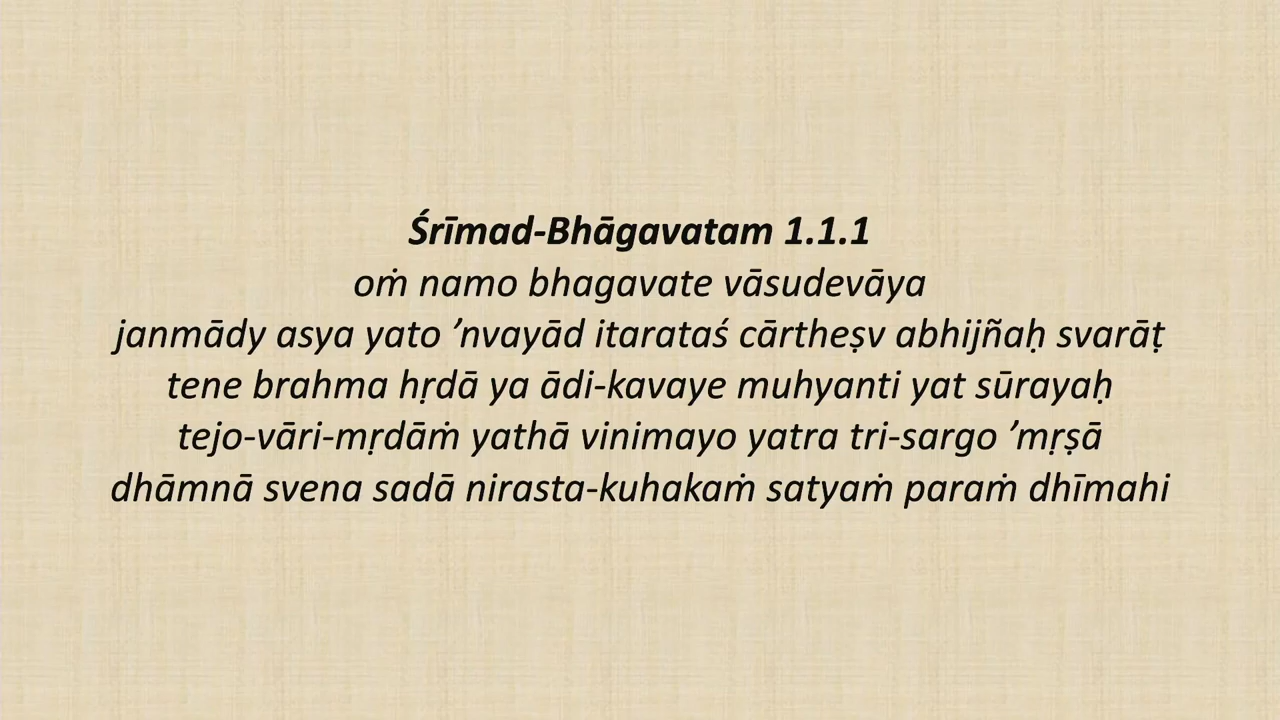 Śrīmad-Bhāgavatam 1.1.1
oṁ namo bhagavate vāsudevāya
janmādy asya yato ’nvayād itarataś cārtheṣv abhijñaḥ svarāṭ
tene brahma hṛdā ya ādi-kavaye muhyanti yat sūrayaḥ
tejo-vāri-mṛdāṁ yathā vinimayo yatra tri-sargo ’mṛṣā
dhāmnā svena sadā nirasta-kuhakaṁ satyaṁ paraṁ dhīmahi